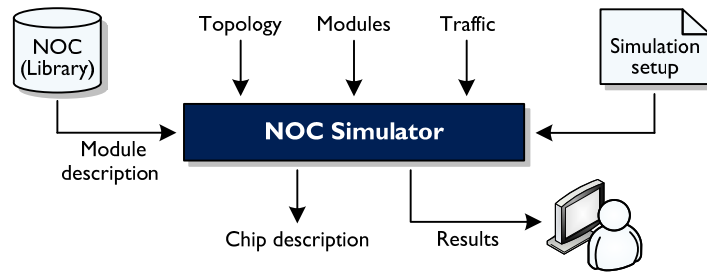 NOC
(Library)
Topology
Modules
Traffic
Simulation
setup
NOC Simulator
Module
description
Chip description
Results